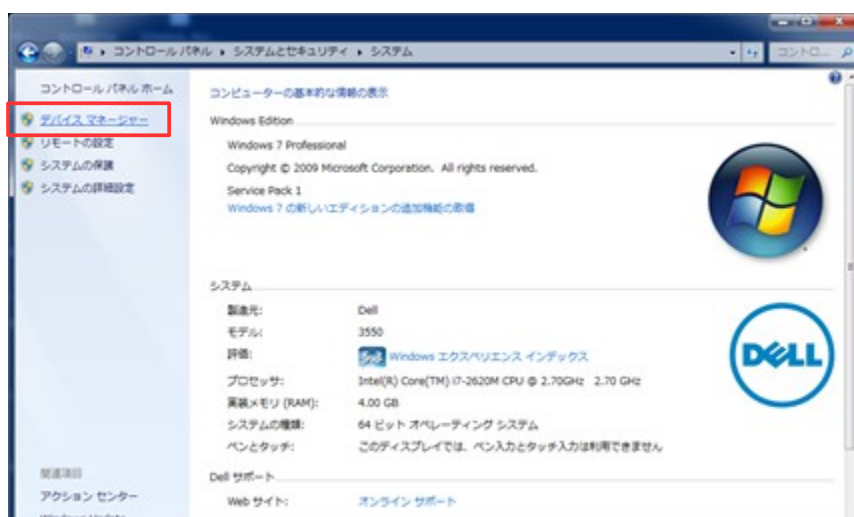 コントロール パネル ▸ システムとセキュリティ ▸ システム
コントロ...
コントロール パネル ホーム
デバイス マネージャー
リモートの設定
システムの保護
システムの詳細設定
関連項目
アクション センター
Windows Update
コンピューターの基本的な情報の表示
Windows Edition
Windows 7 Professional
Copyright © 2009 Microsoft Corporation. All rights reserved.
Service Pack 1
Windows 7 の新しいエディションの追加機能の取得
システム
製造元: Dell
モデル: 3550
評価: Windows エクスペリエンス インデックス
プロセッサ: Intel(R) Core(TM) i7-2620M CPU @ 2.70GHz 2.70 GHz
実装メモリ (RAM): 4.00 GB
システムの種類: 64 ビット オペレーティング システム
ペンとタッチ: このディスプレイでは、ペン入力とタッチ入力は利用できません
DELL
Dell サポート
Web サイト: オンライン サポート